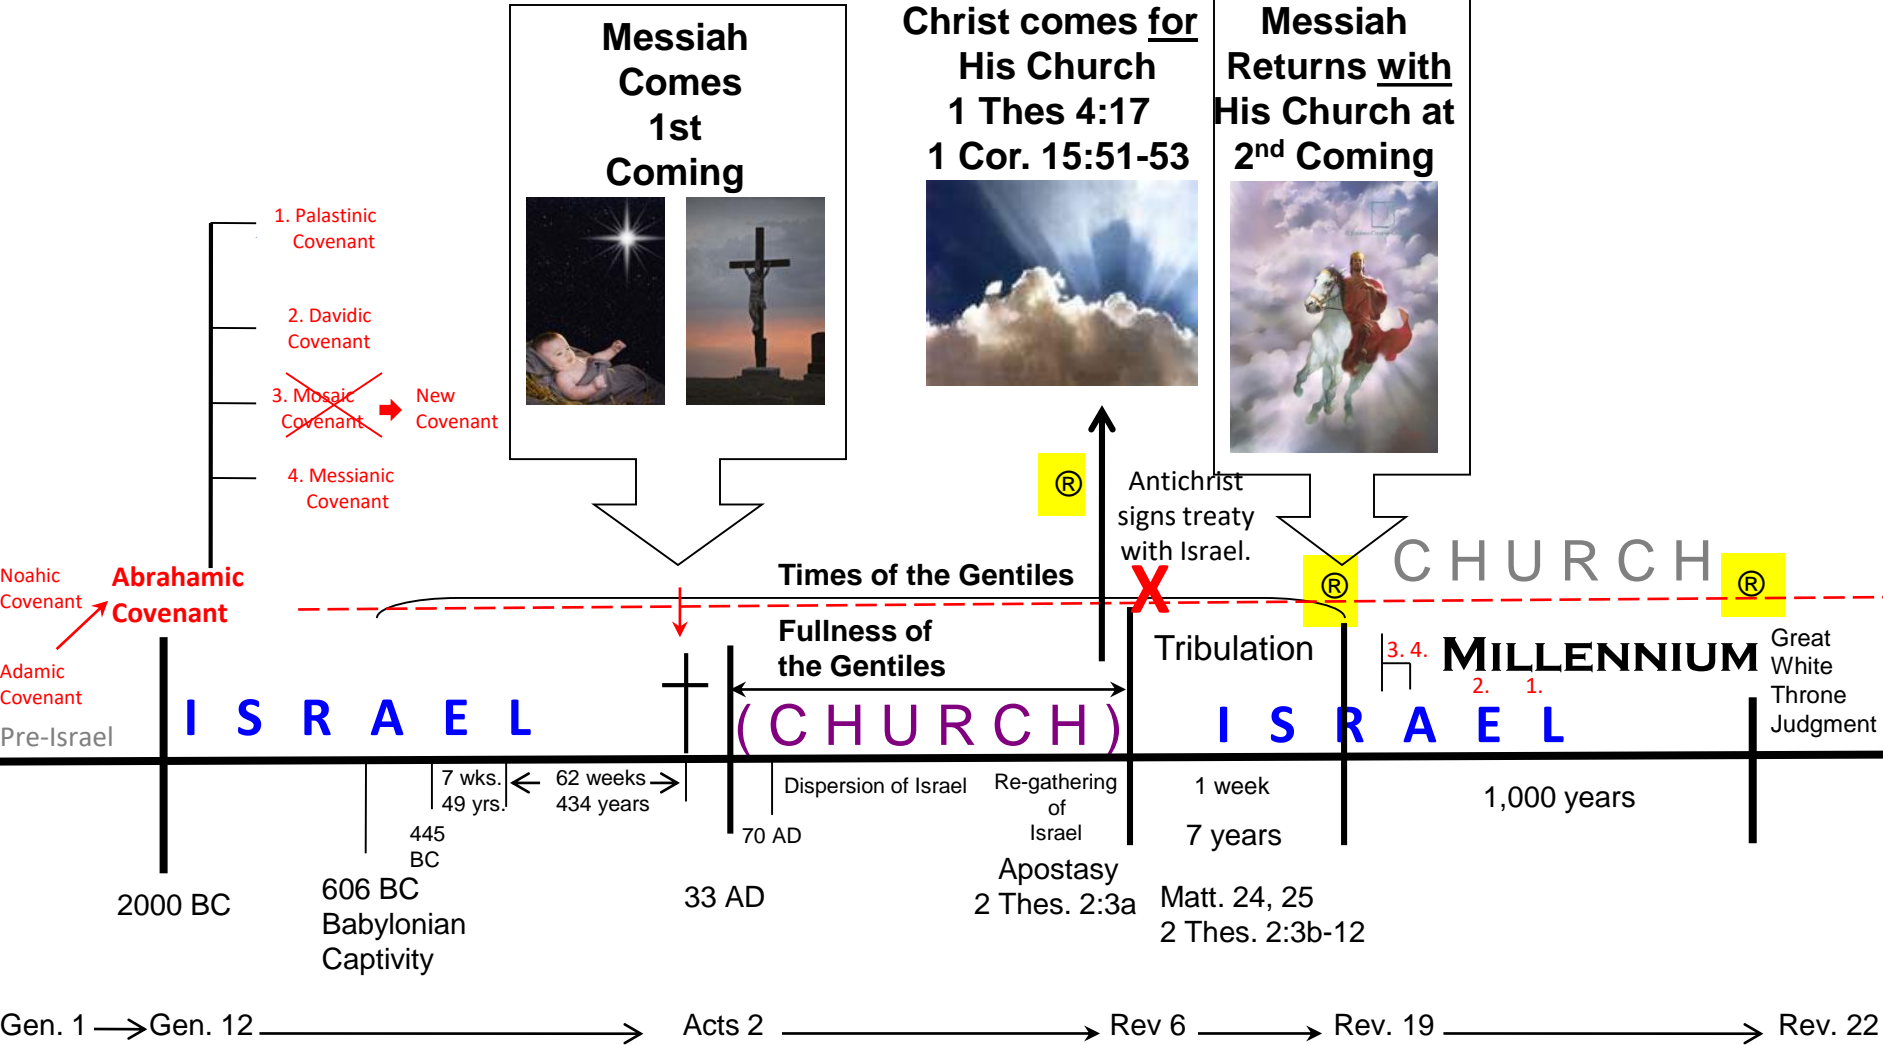 Messiah
Comes
1st
Coming
Christ comes for
His Church
1 Thes 4:17
1 Cor. 15:51-53
Messiah
Returns with
His Church at
2nd Coming
1. Palastinic
Covenant
2. Davidic
Covenant
3. Mosaic
Covenant
New
Covenant
4. Messianic
Covenant
®
Antichrist
signs treaty
with Israel.
X
Noahic
Covenant
Abrahamic
Covenant
Adamic
Covenant
Pre-Israel
Times of the Gentiles
Fullness of
the Gentiles
®
CHURCH
®
Tribulation
3. 4.
MILLENNIUM
2. 1.
Great
White
Throne
Judgment
ISRAEL
(CHURCH)
ISRAEL
7 wks.
49 yrs.
62 weeks
434 years
445
BC
70 AD
Dispersion of Israel
Re-gathering
of
Israel
1 week
7 years
1,000 years
2000 BC
606 BC
Babylonian
Captivity
33 AD
Apostasy
2 Thes. 2:3a
Matt. 24, 25
2 Thes. 2:3b-12
Gen. 1 Gen. 12 Acts 2 Rev 6 Rev. 19 Rev. 22